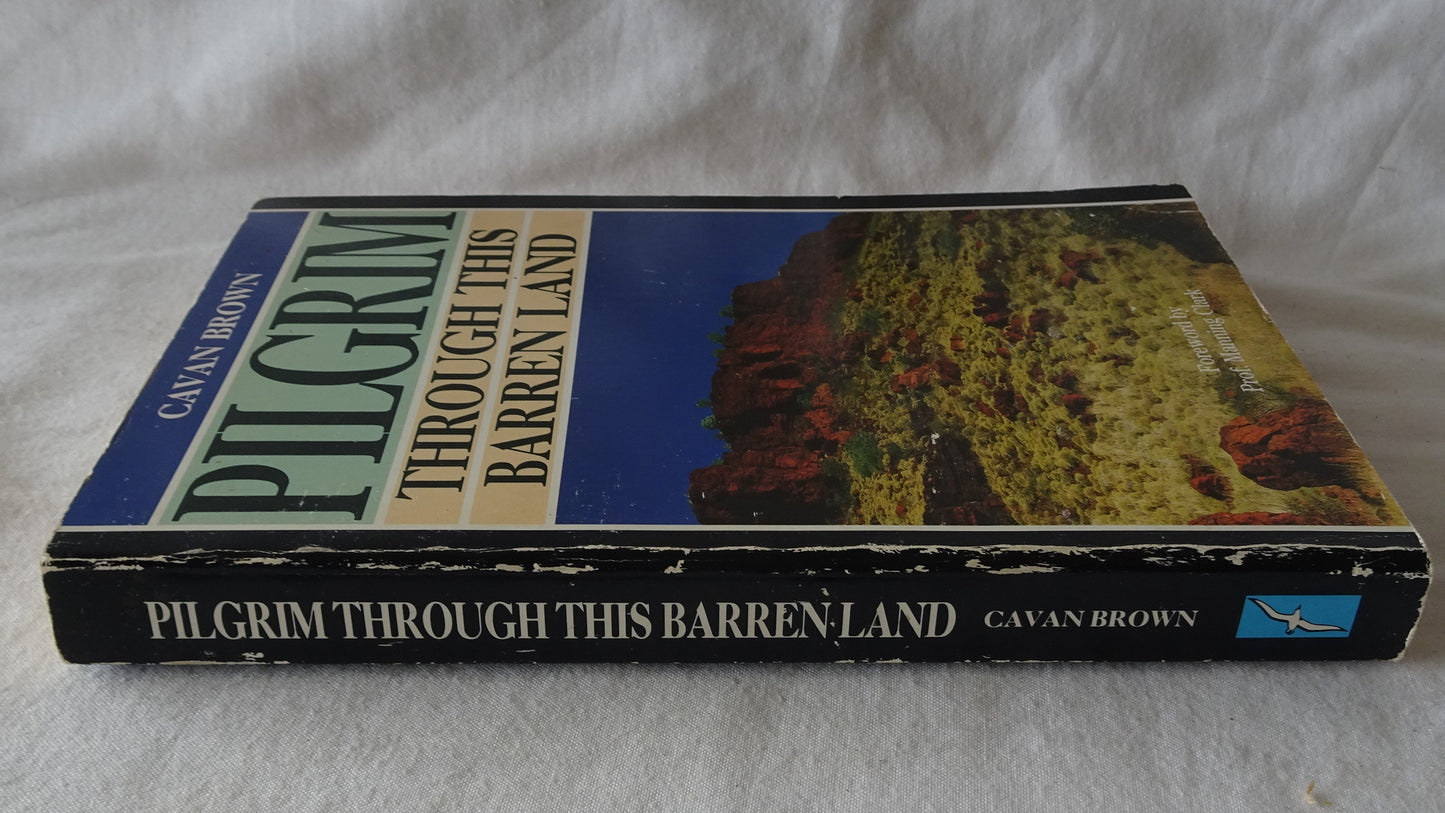 CAVAN BROWN
PILGRIM
THROUGH THIS
BARREN LAND
Foreword by
Prof. Manning Clark
PILGRIM THROUGH THIS BARREN LAND CAVAN BROWN